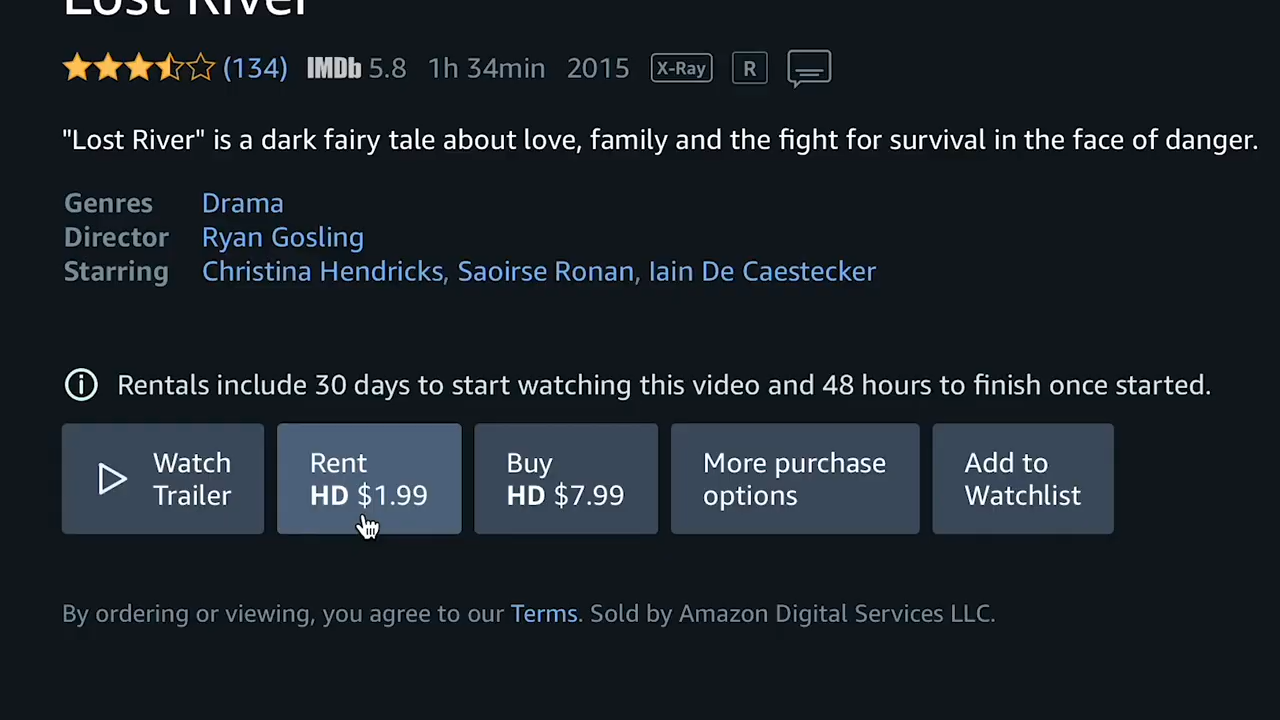 Lost River
(134) IMDb 5.8 1h 34min 2015 X-Ray R
"Lost River" is a dark fairy tale about love, family and the fight for survival in the face of danger.
Genres Drama
Director Ryan Gosling
Starring Christina Hendricks, Saoirse Ronan, Iain De Caestecker
Rentals include 30 days to start watching this video and 48 hours to finish once started.
Watch Trailer
Rent
HD $1.99
Buy
HD $7.99
More purchase
options
Add to
Watchlist
By ordering or viewing, you agree to our Terms. Sold by Amazon Digital Services LLC.